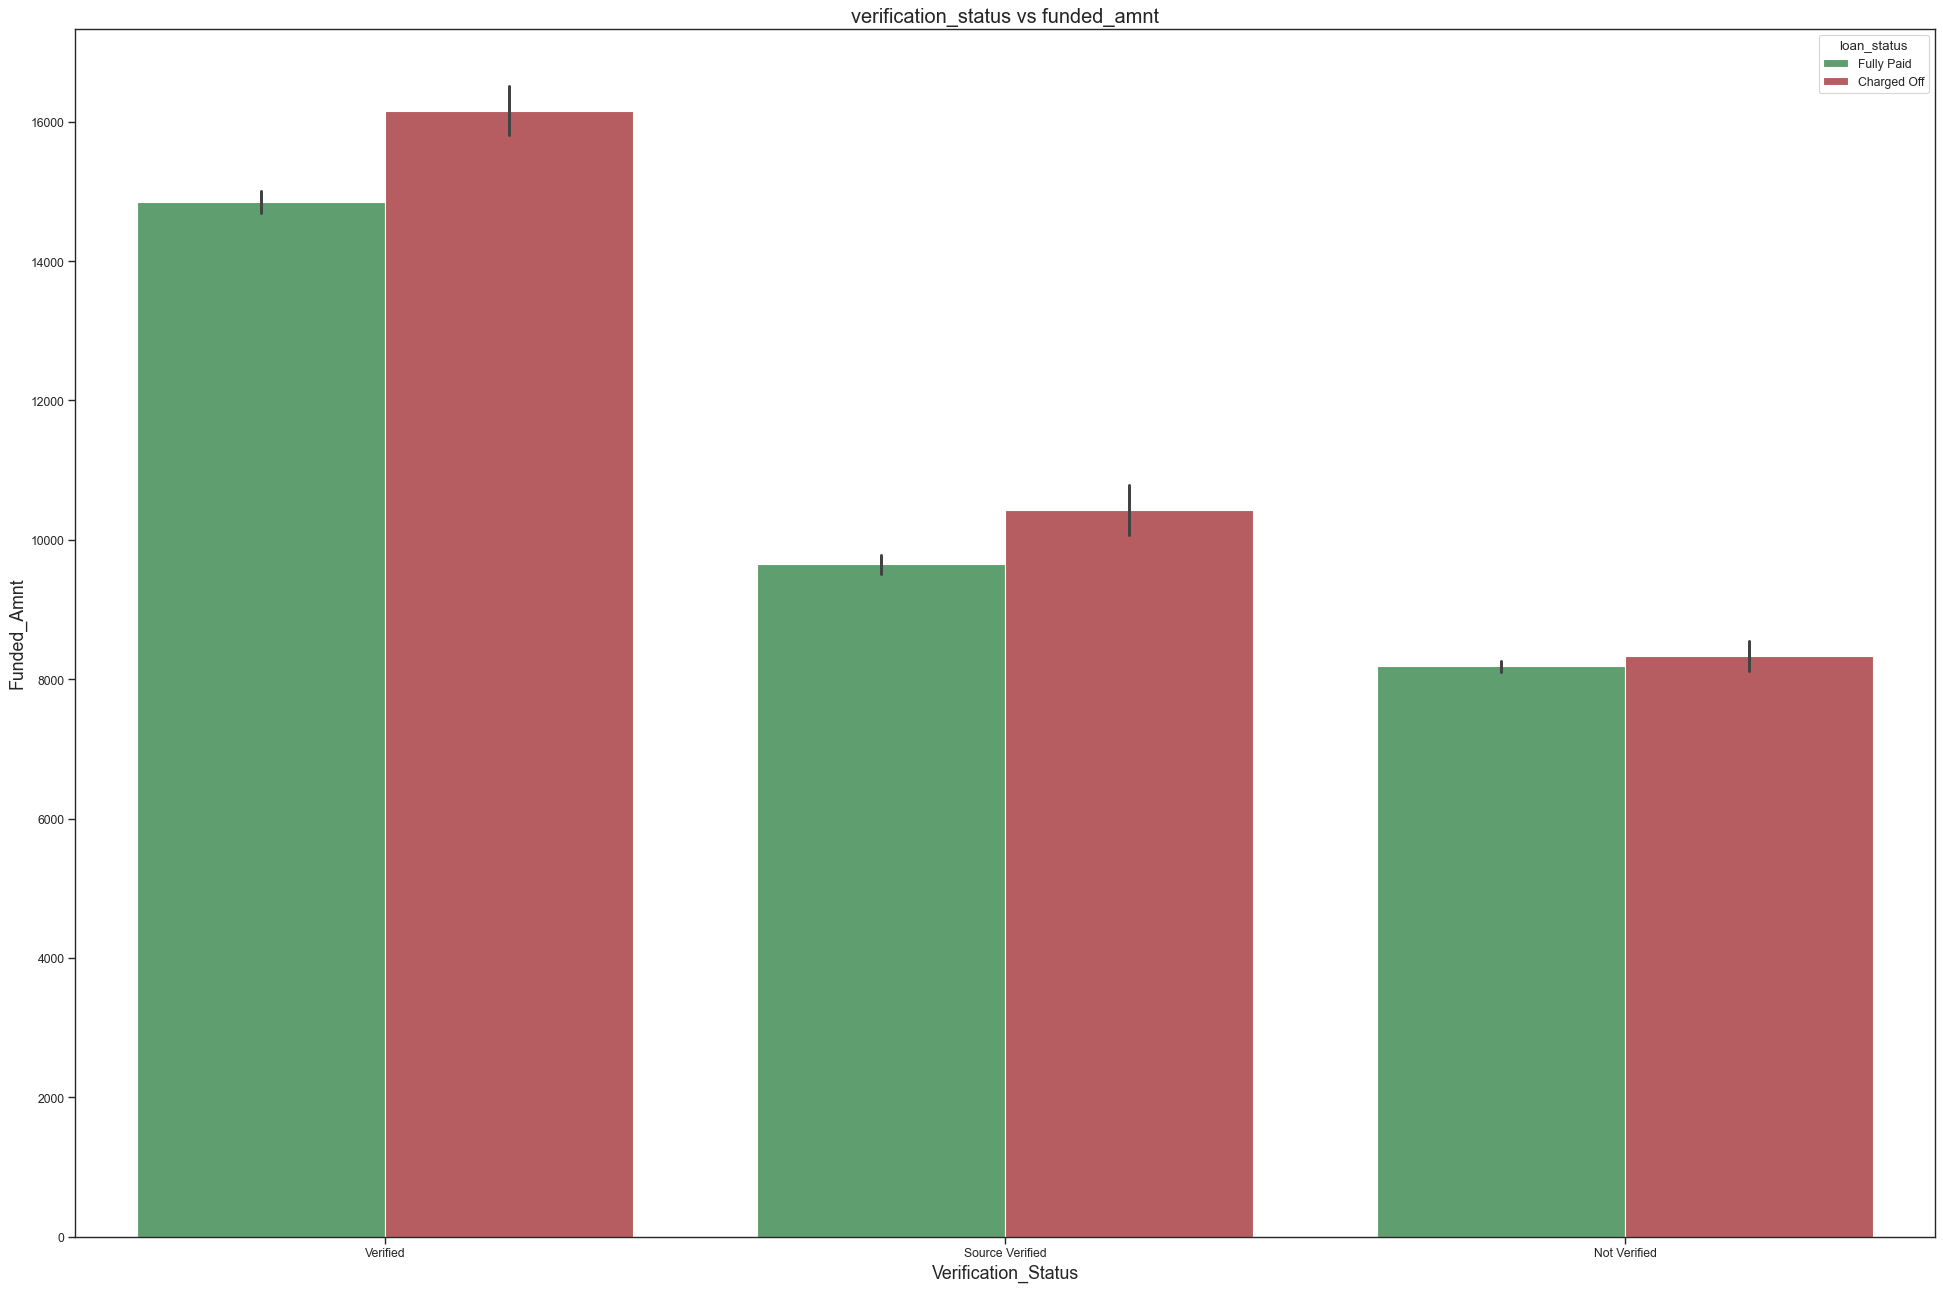 verification_status vs funded_amnt
loan_status
Fully Paid
Charged Off
16000
14000
12000
10000
8000
6000
4000
2000
0
Funded_Amnt
Verified
Source Verified
Not Verified
Verification_Status